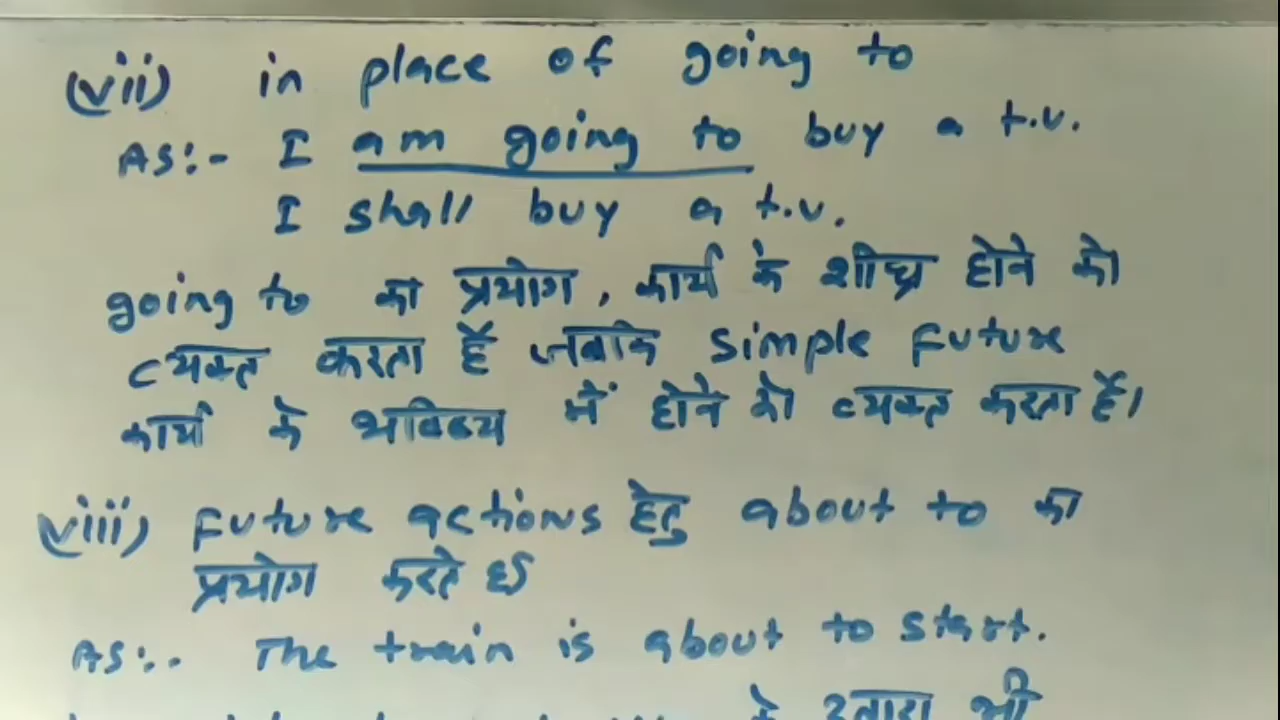 (vii) in place of going to
As:- I am going to buy a t.v.
I shall buy a t.v.
going to का प्रयोग, कार्य के शीघ्र होने को
व्यक्त करता हैं जबकि simple future
कार्य के भविष्य में होने को व्यक्त करता हैं।
(viii) Future actions हेतु about to का
प्रयोग करते हैं
As:- The train is about to start.
के द्वारा भी